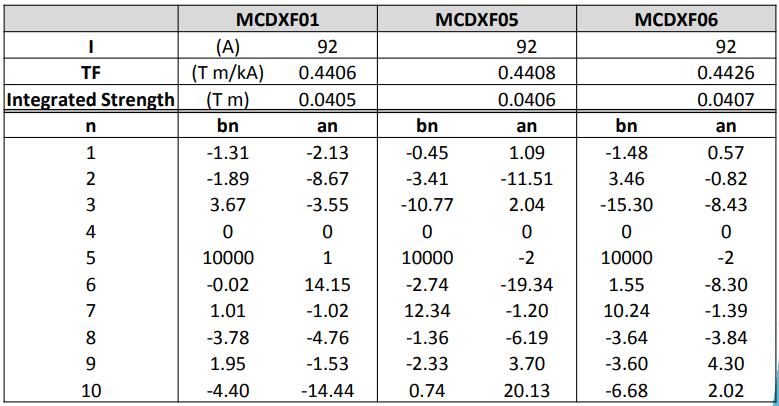 MCDXF01 MCDXF05 MCDXF06
I (A) 92 92 92
TF (T m/kA) 0.4406 0.4408 0.4426
Integrated Strength (T m) 0.0405 0.0406 0.0407
n bn an bn an bn an
1 -1.31 -2.13 -0.45 1.09 -1.48 0.57
2 -1.89 -8.67 -3.41 -11.51 3.46 -0.82
3 3.67 -3.55 -10.77 2.04 -15.30 -8.43
4 0 0 0 0 0 0
5 10000 1 10000 -2 10000 -2
6 -0.02 14.15 -2.74 -19.34 1.55 -8.30
7 1.01 -1.02 12.34 -1.20 10.24 -1.39
8 -3.78 -4.76 -1.36 -6.19 -3.64 -3.84
9 1.95 -1.53 -2.33 3.70 -3.60 4.30
10 -4.40 -14.44 0.74 20.13 -6.68 2.02